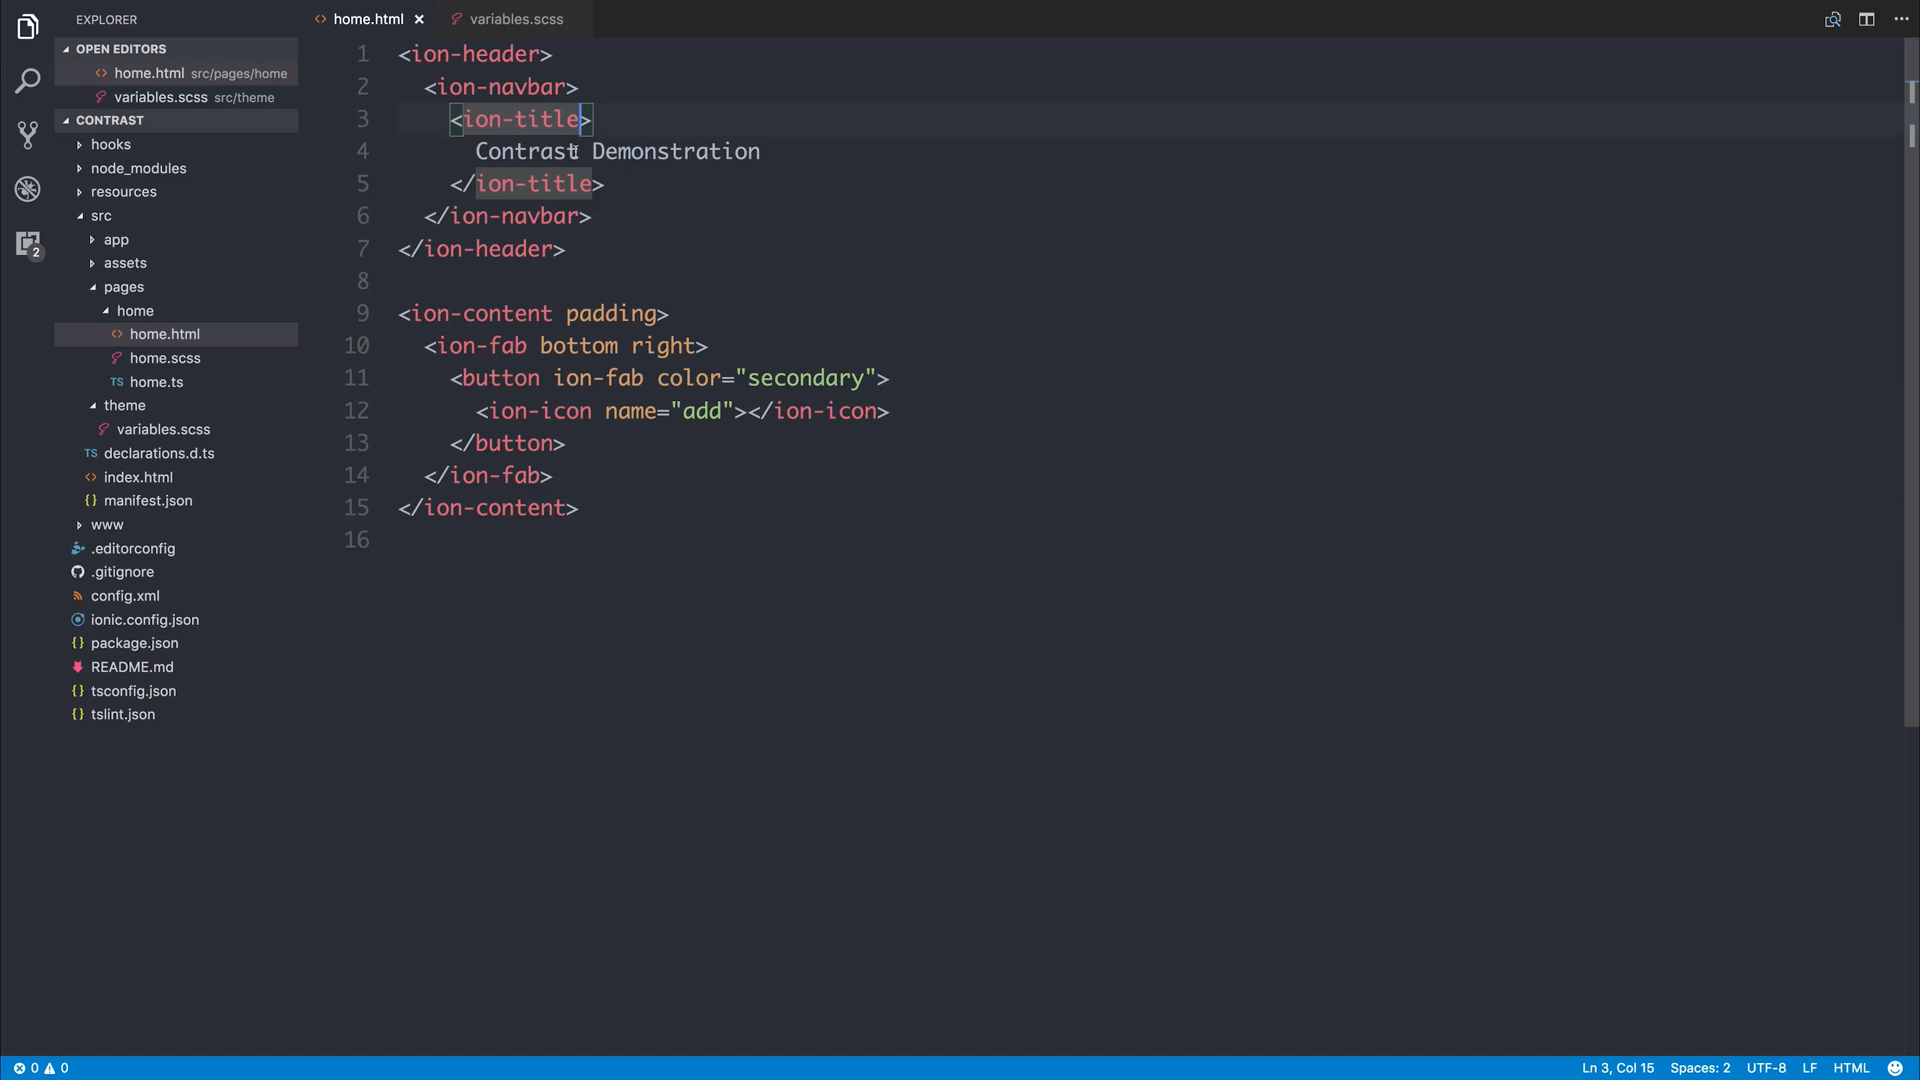 EXPLORER
OPEN EDITORS
home.html src/pages/home
variables.scss src/theme
CONTRAST
hooks
node_modules
resources
src
app
assets
pages
home
home.html
home.scss
TS home.ts
theme
variables.scss
TS declarations.d.ts
index.html
{} manifest.json
www
.editorconfig
.gitignore
config.xml
ionic.config.json
{} package.json
README.md
{} tsconfig.json
{} tslint.json
2
home.html variables.scss
1 <ion-header>
2 <ion-navbar>
3 <ion-title>
4 Contrast Demonstration
5 </ion-title>
6 </ion-navbar>
7 </ion-header>
8
9 <ion-content padding>
10 <ion-fab bottom right>
11 <button ion-fab color="secondary">
12 <ion-icon name="add"></ion-icon>
13 </button>
14 </ion-fab>
15 </ion-content>
16
0 0 Ln 3, Col 15 Spaces: 2 UTF-8 LF HTML